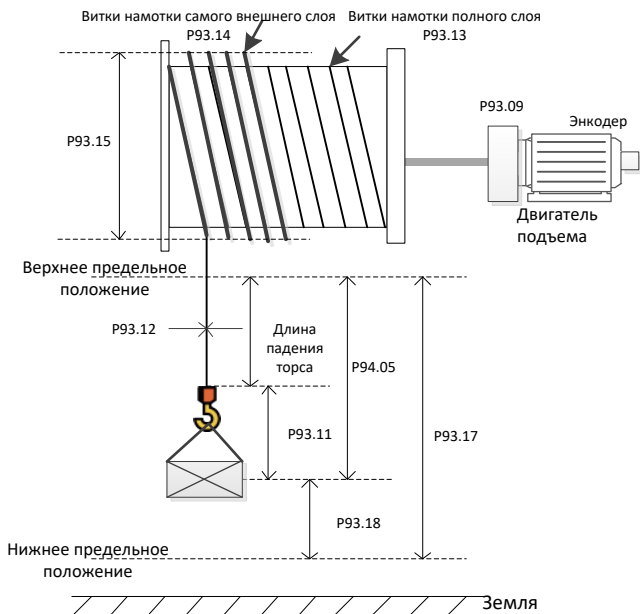 Витки намотки самого внешнего слоя
P93.14
Витки намотки полного слоя
P93.13
P93.15
P93.09
Энкодер
Двигатель
подъема
Верхнее предельное
положение
P93.12
Длина
падения
торса
P94.05
P93.11
P93.17
P93.18
Нижнее предельное
положение
Земля